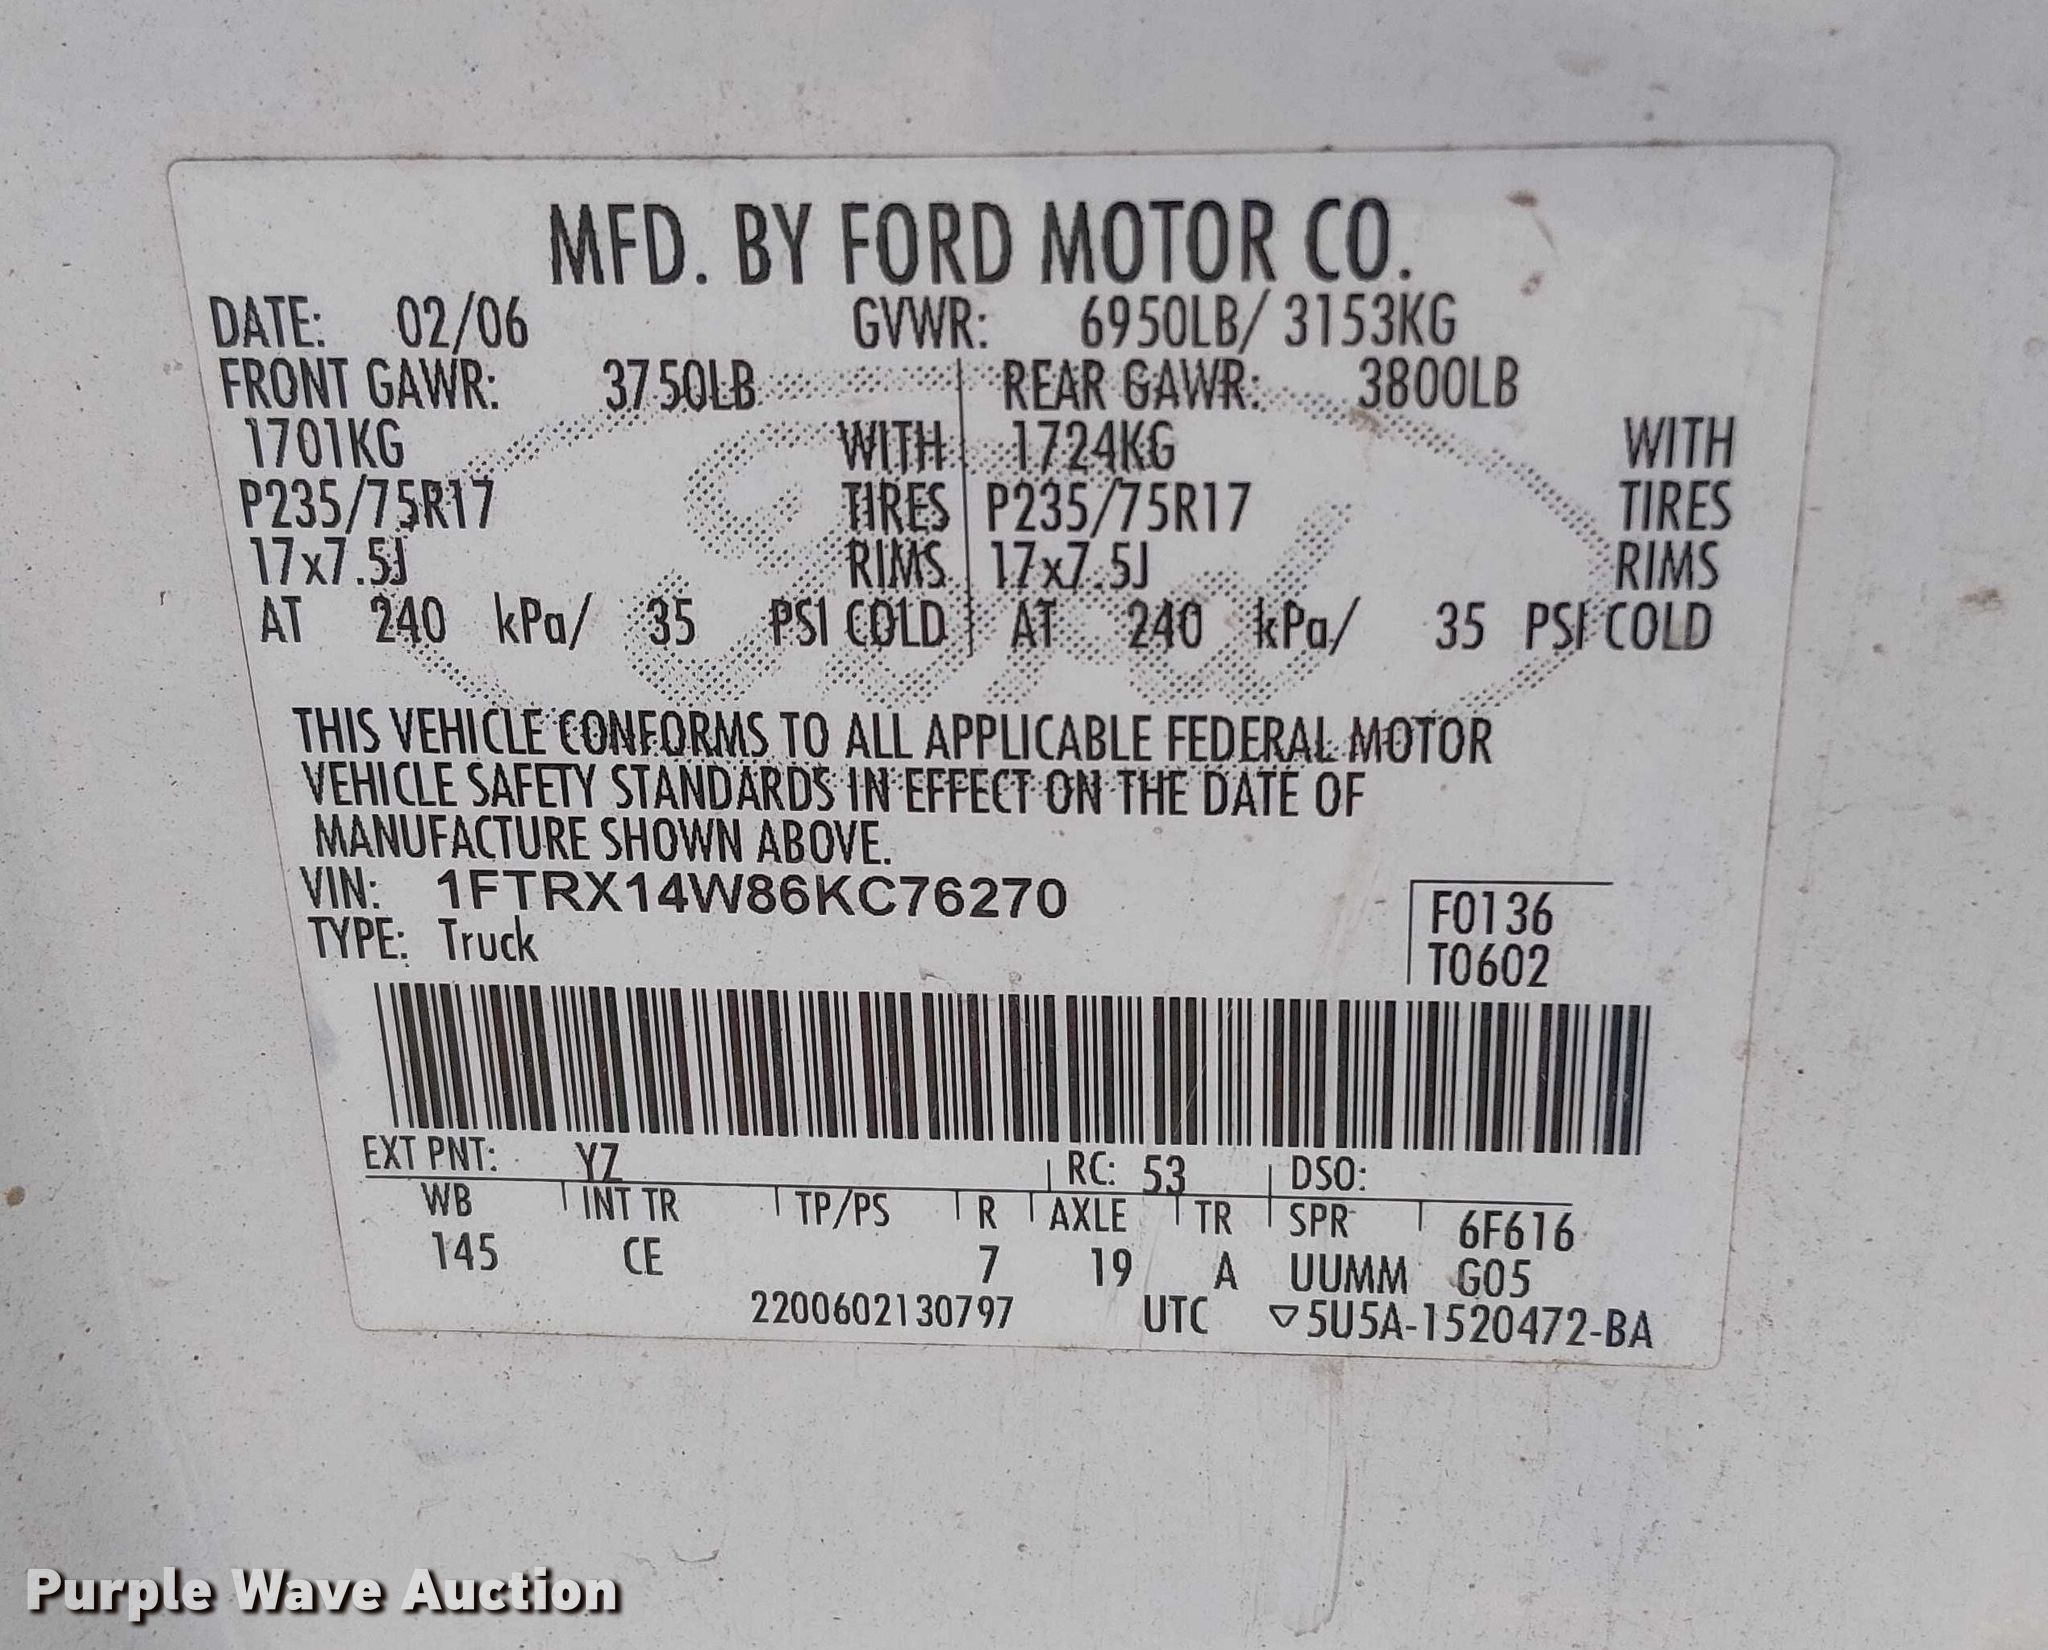 MFD. BY FORD MOTOR CO.
DATE: 02/06 GVWR: 6950LB/ 3153KG
FRONT GAWR: 3750LB REAR GAWR: 3800LB
1701KG WITH 1724KG WITH
P235/75R17 TIRES P235/75R17 TIRES
17x7.5J RIMS 17x7.5J RIMS
AT 240 kPa/ 35 PSI COLD AT 240 kPa/ 35 PSI COLD
THIS VEHICLE CONFORMS TO ALL APPLICABLE FEDERAL MOTOR
VEHICLE SAFETY STANDARDS IN EFFECT ON THE DATE OF
MANUFACTURE SHOWN ABOVE.
VIN: 1FTRX14W86KC76270 F0136
TYPE: Truck T0602
EXT PNT: YZ RC: 53 DSO:
WB INT TR TP/PS R AXLE TR SPR 6F616
145 CE 7 19 A UUMM G05
2200602130797 UTC ▽5U5A-1520472-BA
Purple Wave Auction